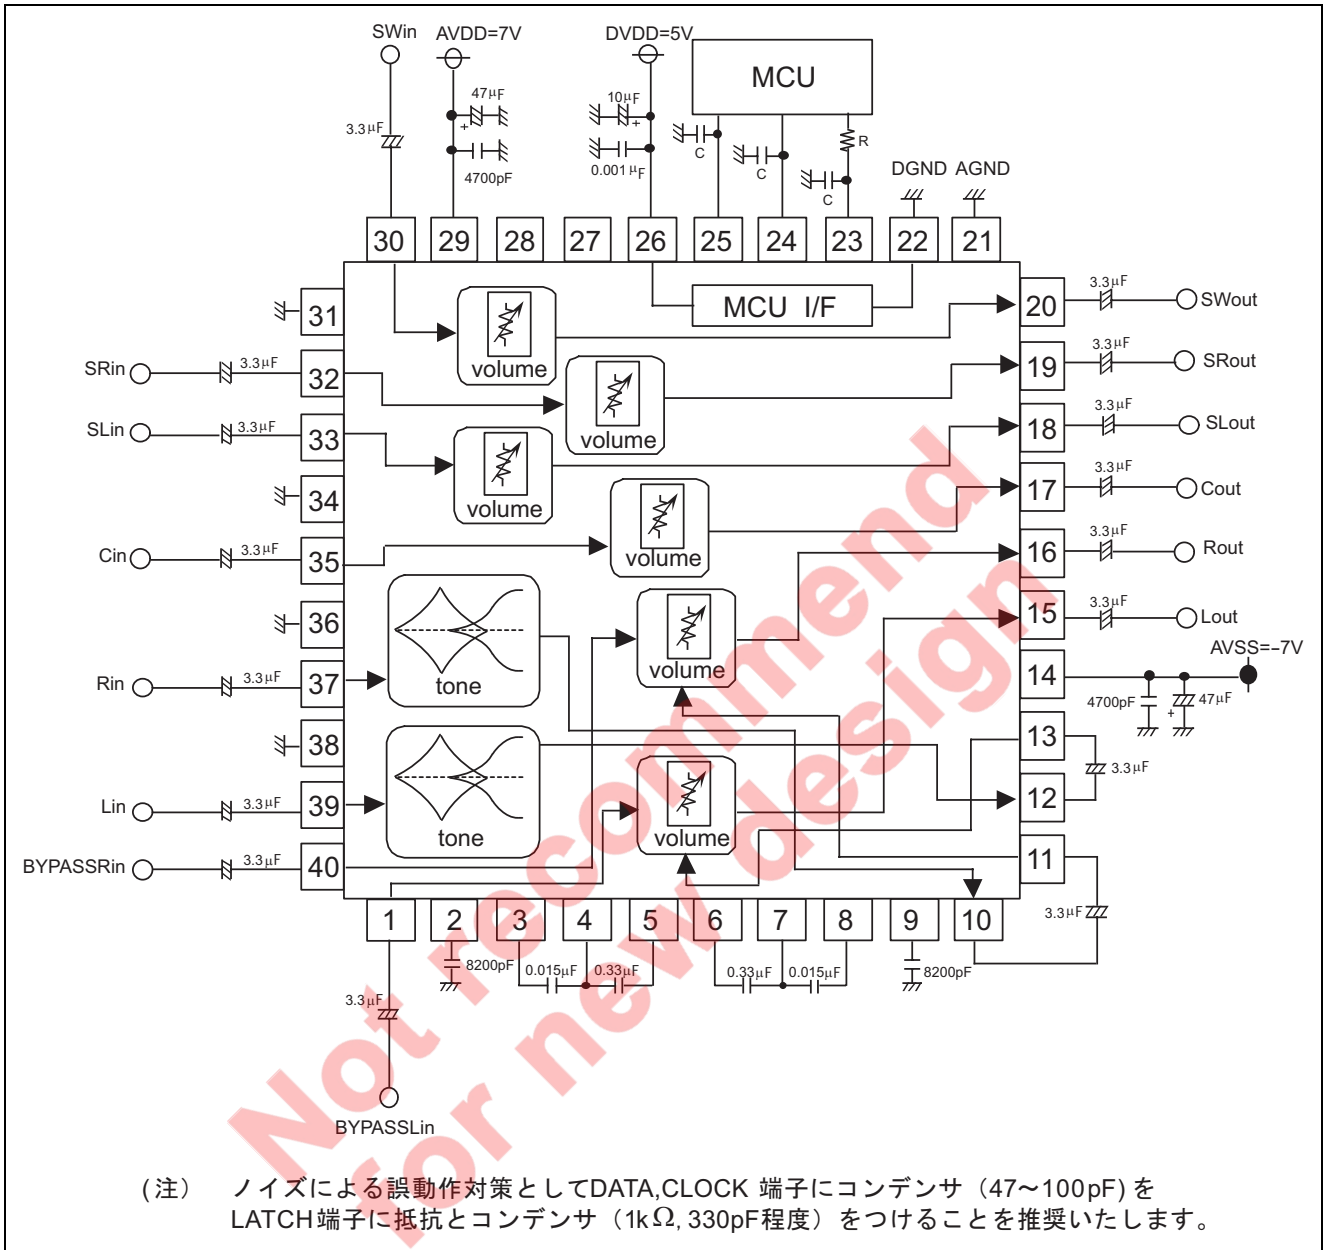 SWin AVDD=7V DVDD=5V
MCU
47μF
10μF
3.3μF
R
4700pF
0.001μF
C
C
C
DGND AGND
30 29 28 27 26 25 24 23 22 21
MCU I/F
31
volume
20 3.3μF SWout
SRin 3.3μF 32
volume
19 3.3μF SRout
SLin 3.3μF 33
volume
18 3.3μF SLout
34
17 3.3μF Cout
Cin 3.3μF 35
volume
16 3.3μF Rout
36
15 3.3μF Lout
AVSS=–7V
Rin 3.3μF 37
tone
volume
14
4700pF 47μF
38
13
3.3μF
12
Lin 3.3μF 39
tone
volume
11
BYPASSRin 3.3μF 40
1 2 3 4 5 6 7 8 9 10
3.3μF
8200pF 0.015μF 0.33μF 0.33μF 0.015μF 8200pF
3.3μF
BYPASSLin
Not recommend
for new design
(注) ノイズによる誤動作対策としてDATA,CLOCK 端子にコンデンサ(47〜100pF)を
LATCH端子に抵抗とコンデンサ(1kΩ, 330pF程度)をつけることを推奨いたします。